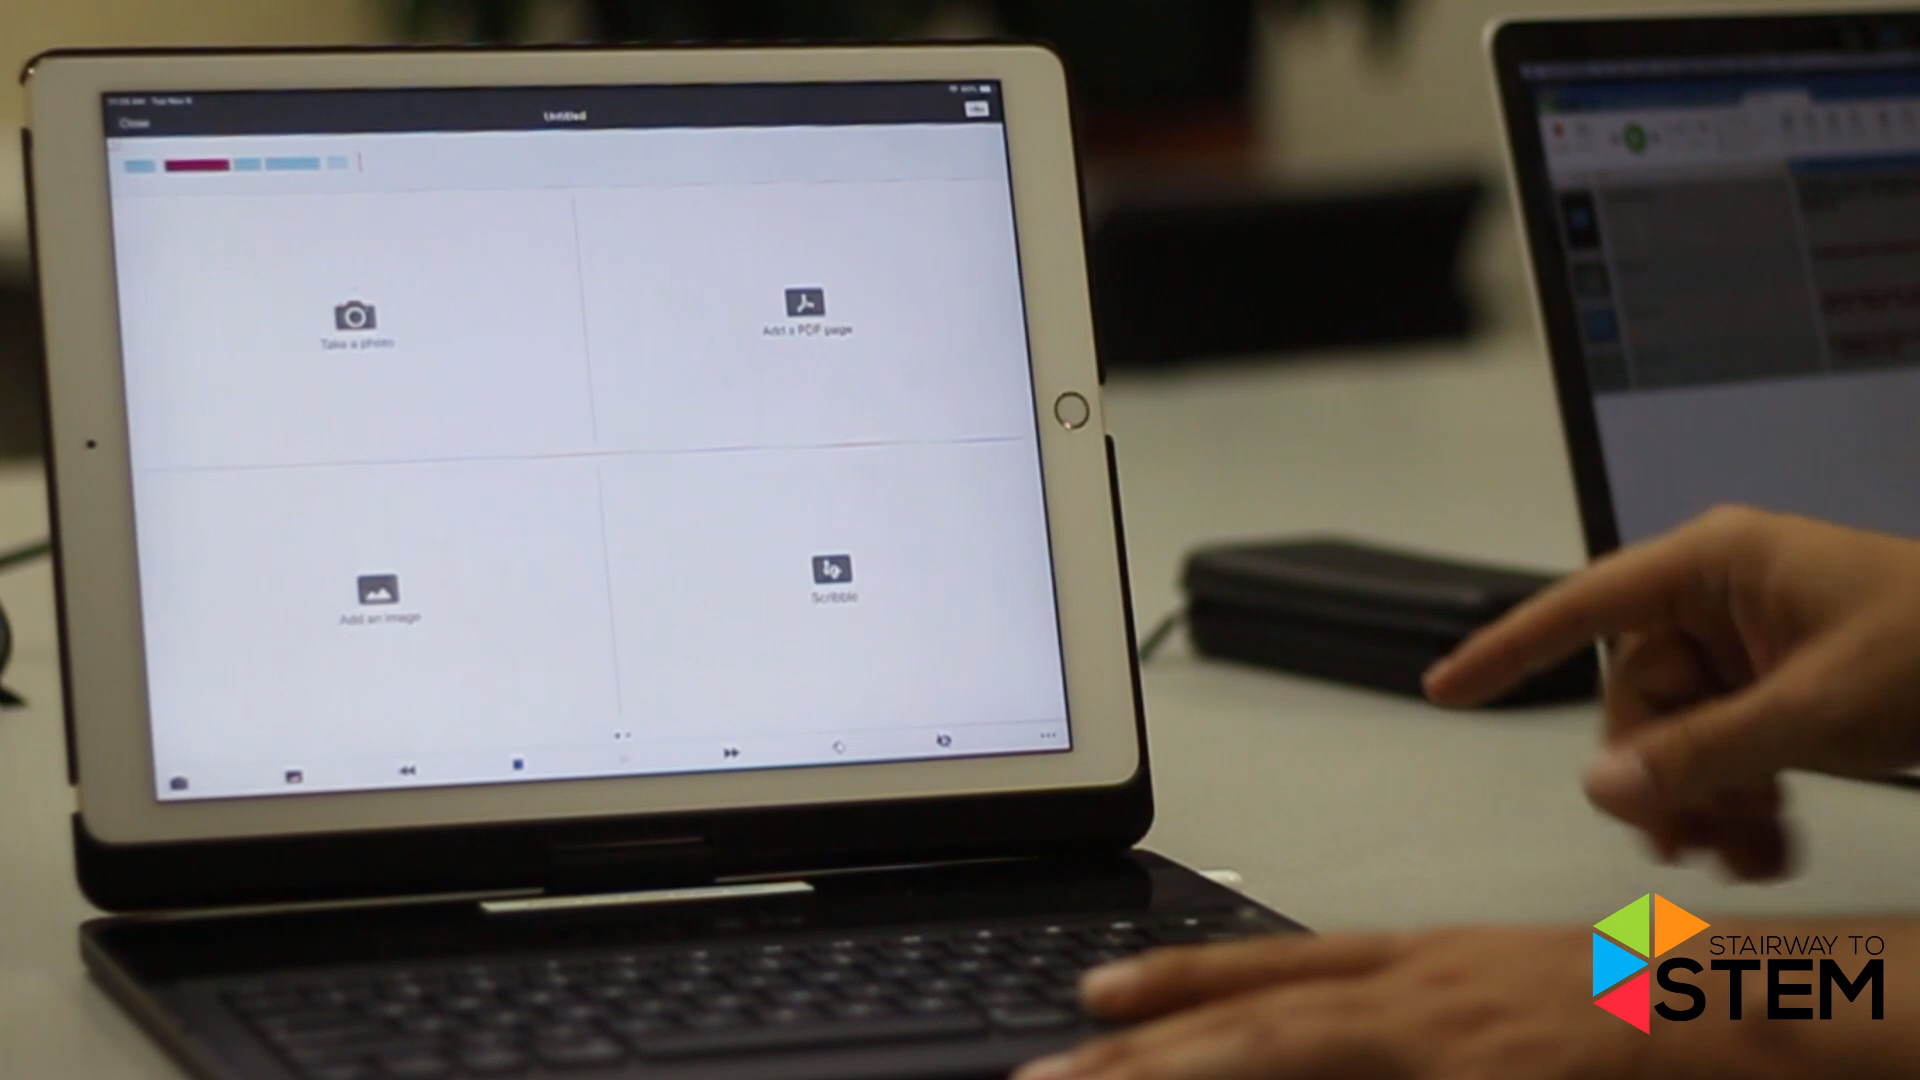 Close
Untitled
Take a photo
Add a PDF page
Add an image
Scribble
STAIRWAY TO
STEM